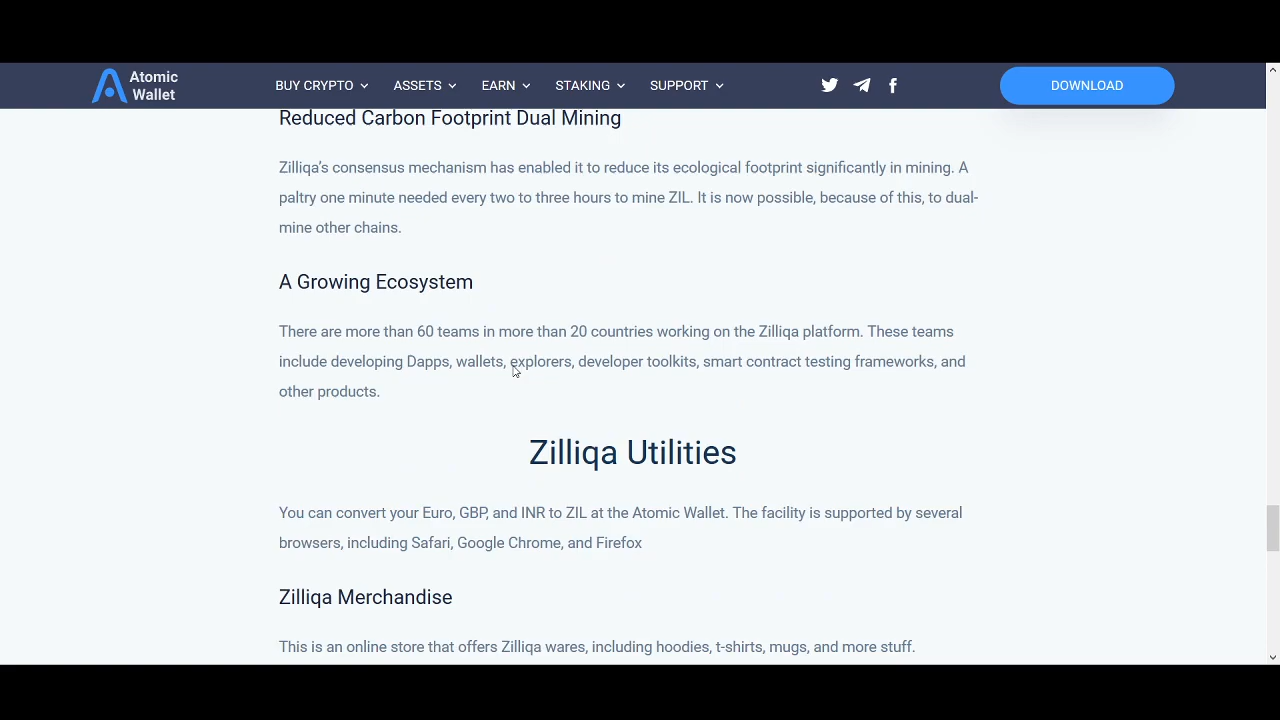 Atomic
Wallet
BUY CRYPTO
ASSETS
EARN
STAKING
SUPPORT
DOWNLOAD
Reduced Carbon Footprint Dual Mining
Zilliqa’s consensus mechanism has enabled it to reduce its ecological footprint significantly in mining. A
paltry one minute needed every two to three hours to mine ZIL. It is now possible, because of this, to dual-
mine other chains.
A Growing Ecosystem
There are more than 60 teams in more than 20 countries working on the Zilliqa platform. These teams
include developing Dapps, wallets, explorers, developer toolkits, smart contract testing frameworks, and
other products.
Zilliqa Utilities
You can convert your Euro, GBP, and INR to ZIL at the Atomic Wallet. The facility is supported by several
browsers, including Safari, Google Chrome, and Firefox
Zilliqa Merchandise
This is an online store that offers Zilliqa wares, including hoodies, t-shirts, mugs, and more stuff.